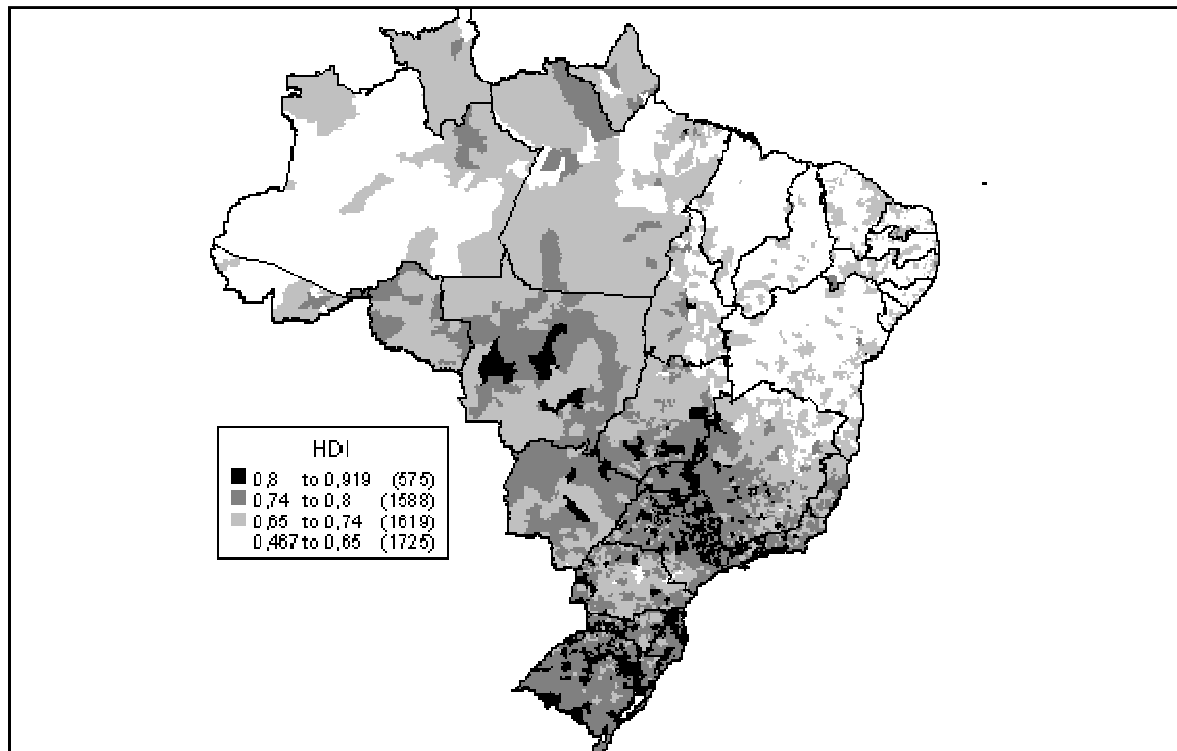 HDI
0,8 to 0,919 (575)
0,74 to 0,8 (1588)
0,65 to 0,74 (1619)
0,467 to 0,65 (1725)